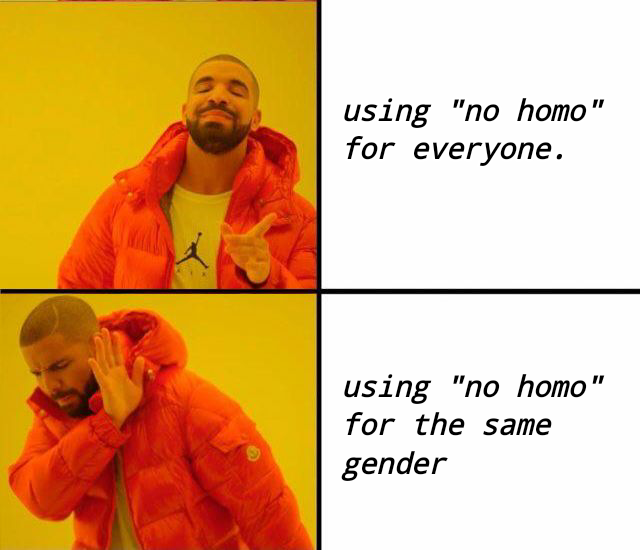 using "no homo"
for everyone.
using "no homo"
for the same
gender